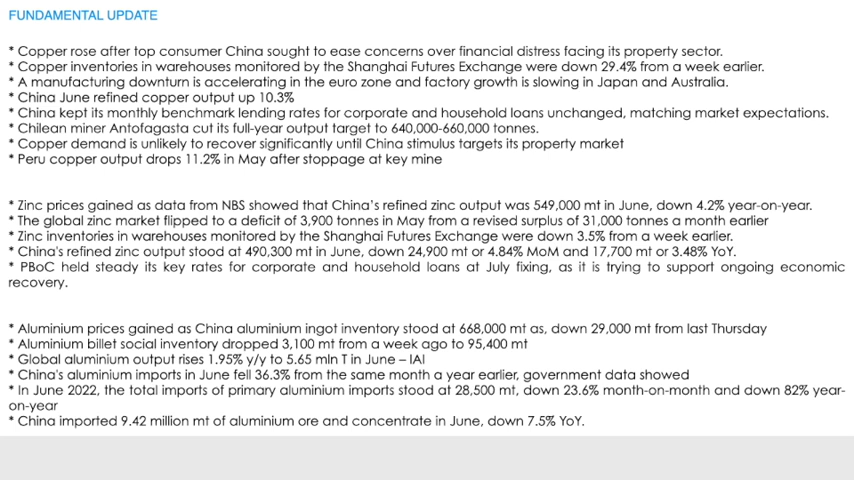 FUNDAMENTAL UPDATE
* Copper rose after top consumer China sought to ease concerns over financial distress facing its property sector.
* Copper inventories in warehouses monitored by the Shanghai Futures Exchange were down 29.4% from a week earlier.
* A manufacturing downturn is accelerating in the euro zone and factory growth is slowing in Japan and Australia.
* China June refined copper output up 10.3%
* China kept its monthly benchmark lending rates for corporate and household loans unchanged, matching market expectations.
* Chilean miner Antofagasta cut its full-year output target to 640,000-660,000 tonnes.
* Copper demand is unlikely to recover significantly until China stimulus targets its property market
* Peru copper output drops 11.2% in May after stoppage at key mine
* Zinc prices gained as data from NBS showed that China's refined zinc output was 549,000 mt in June, down 4.2% year-on-year.
* The global zinc market flipped to a deficit of 3,900 tonnes in May from a revised surplus of 31,000 tonnes a month earlier
* Zinc inventories in warehouses monitored by the Shanghai Futures Exchange were down 3.5% from a week earlier.
* China's refined zinc output stood at 490,300 mt in June, down 24,900 mt or 4.84% MoM and 17,700 mt or 3.48% YoY.
* PBoC held steady its key rates for corporate and household loans at July fixing, as it is trying to support ongoing economic
recovery.
* Aluminium prices gained as China aluminium ingot inventory stood at 668,000 mt as, down 29,000 mt from last Thursday
* Aluminium billet social inventory dropped 3,100 mt from a week ago to 95,400 mt
* Global aluminium output rises 1.95% y/y to 5.65 mln T in June – IAI
* China's aluminium imports in June fell 36.3% from the same month a year earlier, government data showed
* In June 2022, the total imports of primary aluminium imports stood at 28,500 mt, down 23.6% month-on-month and down 82% year-
on-year
* China imported 9.42 million mt of aluminium ore and concentrate in June, down 7.5% YoY.